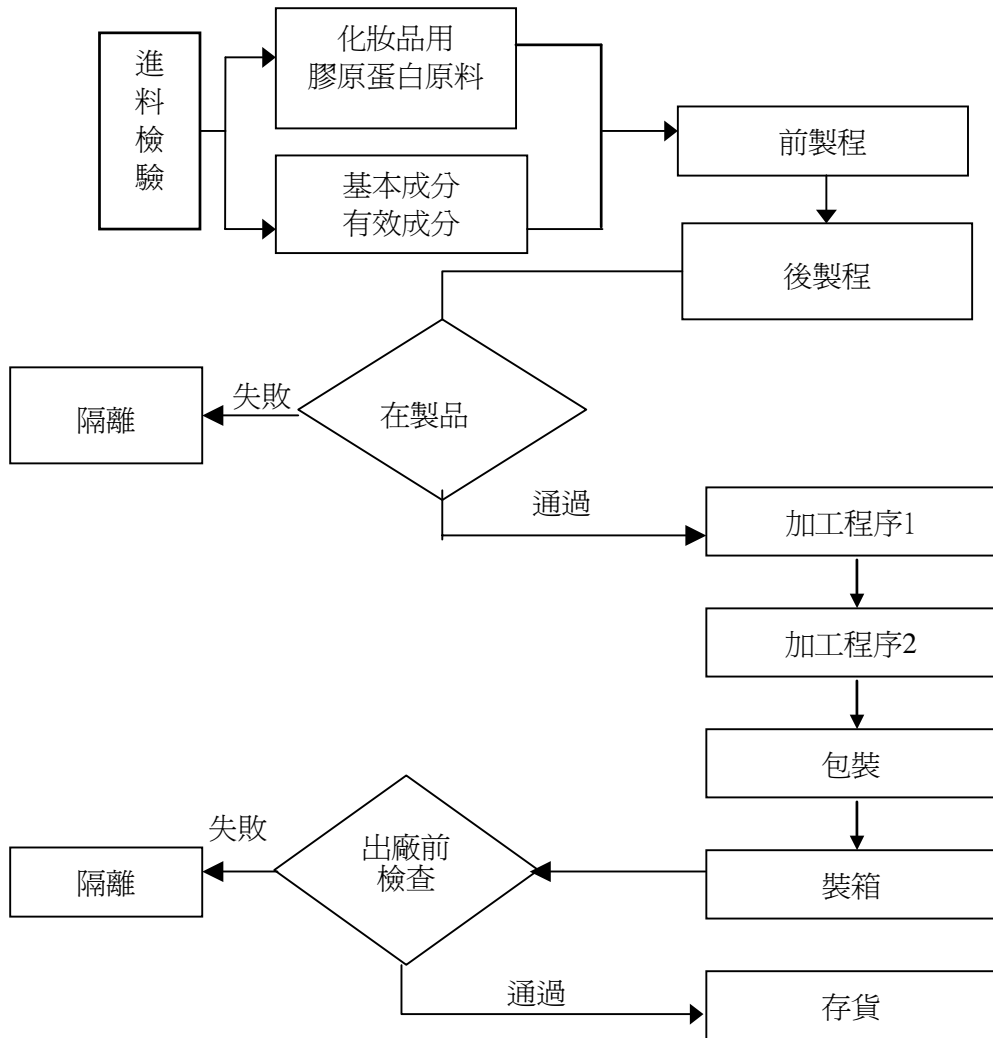 進
料
檢
驗
化妝品用
膠原蛋白原料
基本成分
有效成分
前製程
後製程
在製品
失敗
隔離
通過
加工程序1
加工程序2
包裝
裝箱
出廠前
檢查
失敗
隔離
通過
存貨